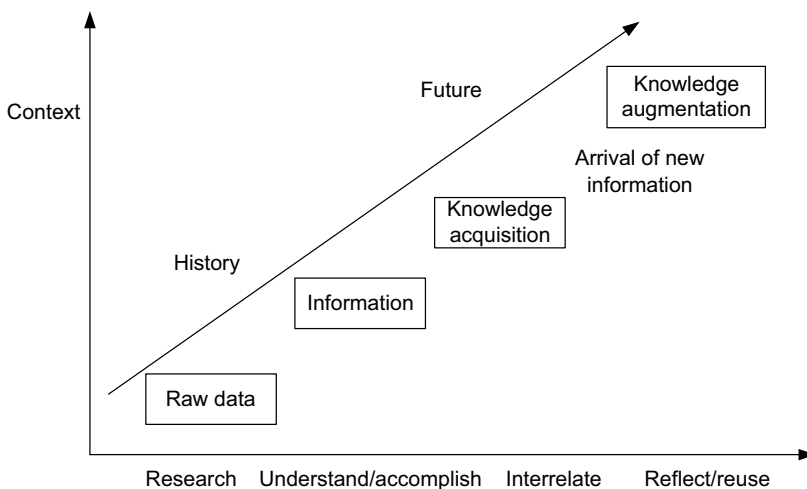 Knowledge
augmentation
Future
Context
Arrival of new
information
Knowledge
acquisition
History
Information
Raw data
Research Understand/accomplish Interrelate Reflect/reuse